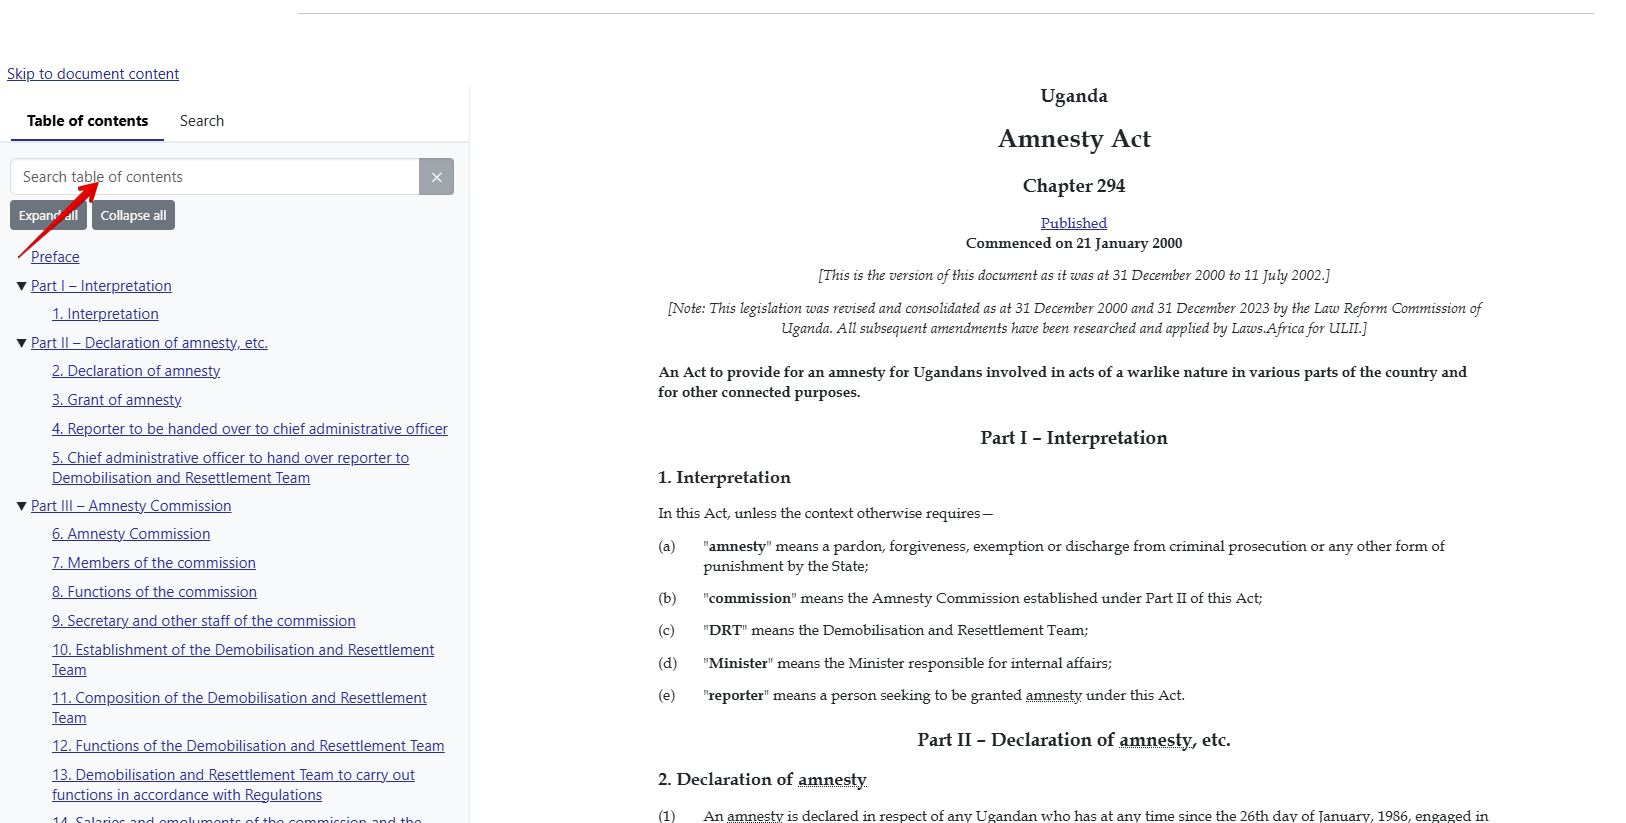 Skip to document content
Table of contents
Search
Search table of contents
×
Expand all
Collapse all
Preface
▼ Part I – Interpretation
1. Interpretation
▼ Part II – Declaration of amnesty, etc.
2. Declaration of amnesty
3. Grant of amnesty
4. Reporter to be handed over to chief administrative officer
5. Chief administrative officer to hand over reporter to
Demobilisation and Resettlement Team
▼ Part III – Amnesty Commission
6. Amnesty Commission
7. Members of the commission
8. Functions of the commission
9. Secretary and other staff of the commission
10. Establishment of the Demobilisation and Resettlement
Team
11. Composition of the Demobilisation and Resettlement
Team
12. Functions of the Demobilisation and Resettlement Team
13. Demobilisation and Resettlement Team to carry out
functions in accordance with Regulations
14. Salaries and emoluments of the commission and the
Uganda
Amnesty Act
Chapter 294
Published
Commenced on 21 January 2000
[This is the version of this document as it was at 31 December 2000 to 11 July 2002.]
[Note: This legislation was revised and consolidated as at 31 December 2000 and 31 December 2023 by the Law Reform Commission of
Uganda. All subsequent amendments have been researched and applied by Laws.Africa for ULII.]
An Act to provide for an amnesty for Ugandans involved in acts of a warlike nature in various parts of the country and
for other connected purposes.
Part I – Interpretation
1. Interpretation
In this Act, unless the context otherwise requires—
(a) "amnesty" means a pardon, forgiveness, exemption or discharge from criminal prosecution or any other form of
punishment by the State;
(b) "commission" means the Amnesty Commission established under Part II of this Act;
(c) "DRT" means the Demobilisation and Resettlement Team;
(d) "Minister" means the Minister responsible for internal affairs;
(e) "reporter" means a person seeking to be granted amnesty under this Act.
Part II – Declaration of amnesty, etc.
2. Declaration of amnesty
(1) An amnesty is declared in respect of any Ugandan who has at any time since the 26th day of January, 1986, engaged in